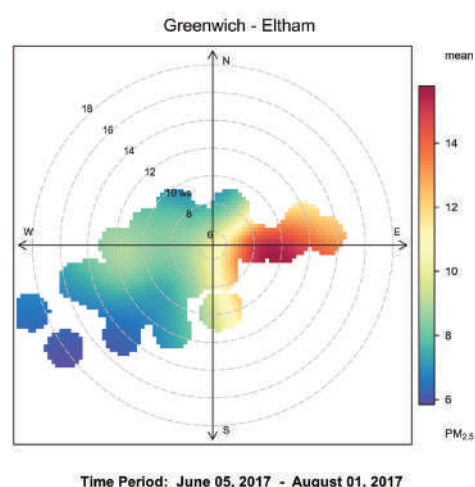 Greenwich - Eltham
mean
N
18
16
14
12
10 ws
8
6
W
E
S
14
12
10
8
6
PM2.5
Time Period: June 05, 2017 - August 01, 2017